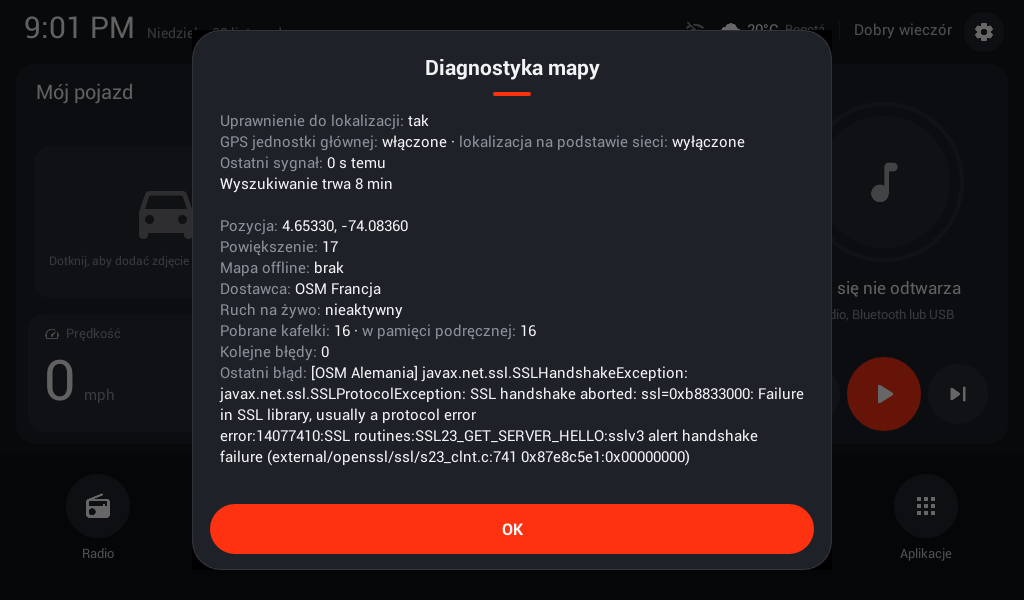 9:01 PM
20°C Bogotá
Dobry wieczór
Diagnostyka mapy
Mój pojazd
Uprawnienie do lokalizacji: tak
GPS jednostki głównej: włączone · lokalizacja na podstawie sieci: wyłączone
Ostatni sygnał: 0 s temu
Wyszukiwanie trwa 8 min
Pozycja: 4.65330, -74.08360
Powiększenie: 17
Mapa offline: brak
Dostawca: OSM Francja
Ruch na żywo: nieaktywny
Pobrane kafelki: 16 · w pamięci podręcznej: 16
Kolejne błędy: 0
Ostatni błąd: [OSM Alemania] javax.net.ssl.SSLHandshakeException:
javax.net.ssl.SSLProtocolException: SSL handshake aborted: ssl=0xb8833000: Failure
in SSL library, usually a protocol error
error:14077410:SSL routines:SSL23_GET_SERVER_HELLO:sslv3 alert handshake
failure (external/openssl/ssl/s23_clnt.c:741 0x87e8c5e1:0x00000000)
OK
Dotknij, aby dodać zdjęcie
Prędkość
0 mph
się nie odtwarza
Bluetooth lub USB
Radio
Aplikacje